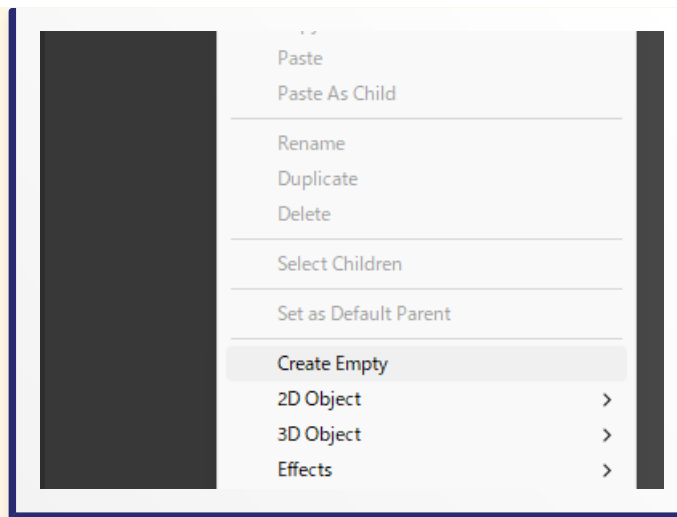 Paste
Paste As Child
Rename
Duplicate
Delete
Select Children
Set as Default Parent
Create Empty
2D Object
3D Object
Effects